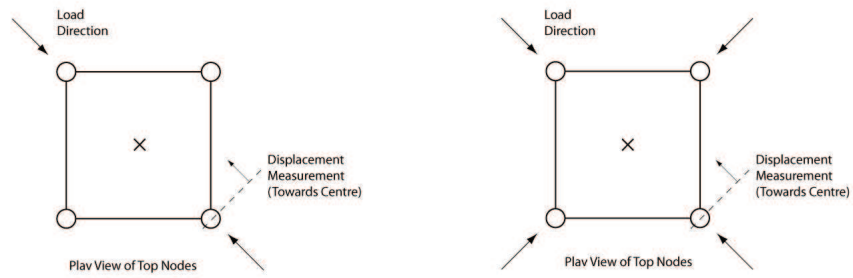 Load
Direction
Displacement
Measurement
(Towards Centre)
Plav View of Top Nodes
Load
Direction
Displacement
Measurement
(Towards Centre)
Plav View of Top Nodes